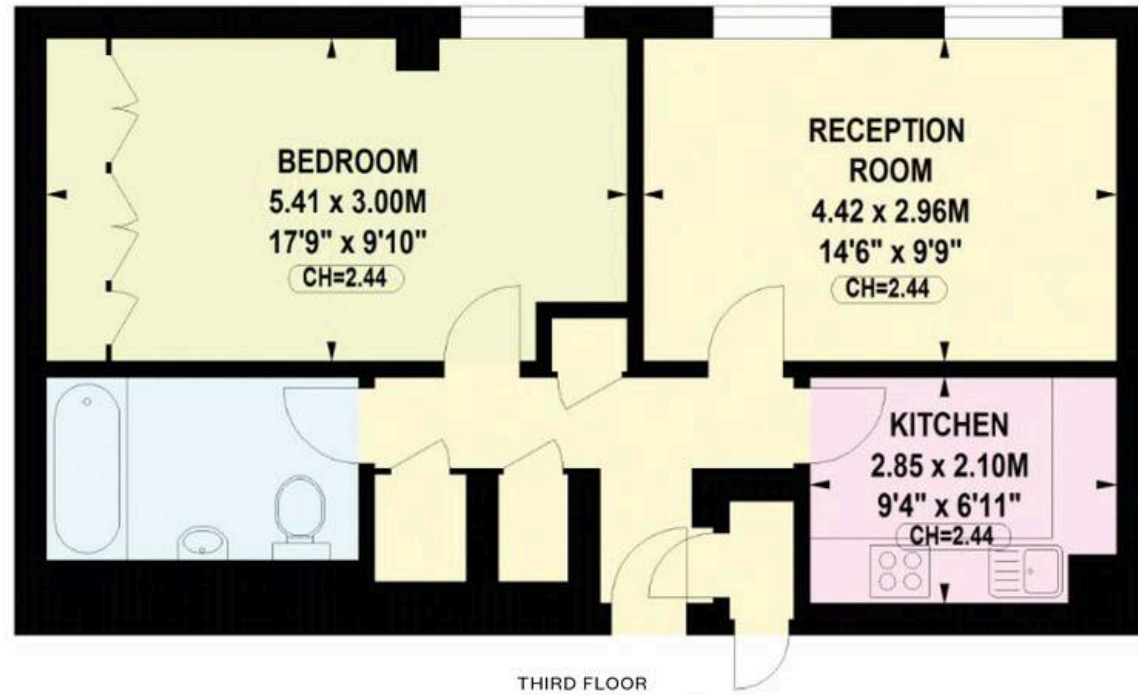 BEDROOM
5.41 x 3.00M
17'9" x 9'10"
CH=2.44
RECEPTION
ROOM
4.42 x 2.96M
14'6" x 9'9"
CH=2.44
KITCHEN
2.85 x 2.10M
9'4" x 6'11"
CH=2.44
THIRD FLOOR